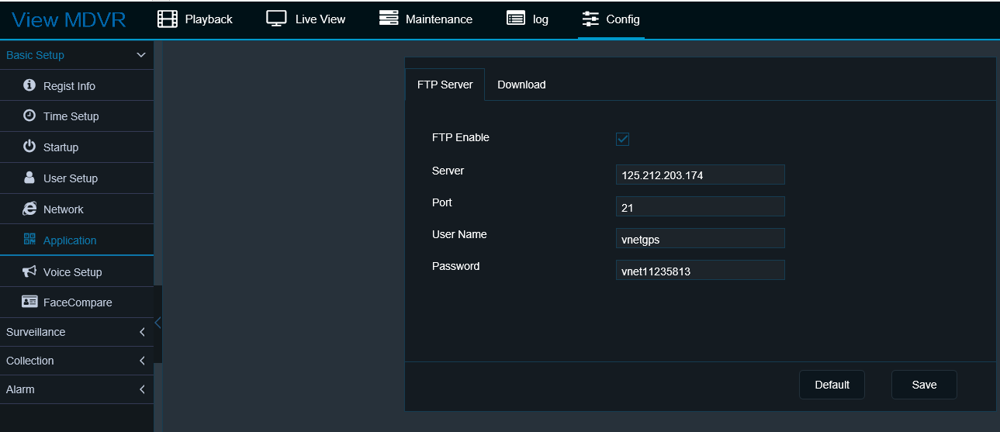 View MDVR Playback Live View Maintenance log Config
Basic Setup
Regist Info
Time Setup
Startup
User Setup
Network
Application
Voice Setup
FaceCompare
Surveillance
Collection
Alarm
FTP Server Download
FTP Enable
Server 125.212.203.174
Port 21
User Name vnetgps
Password vnet11235813
Default Save